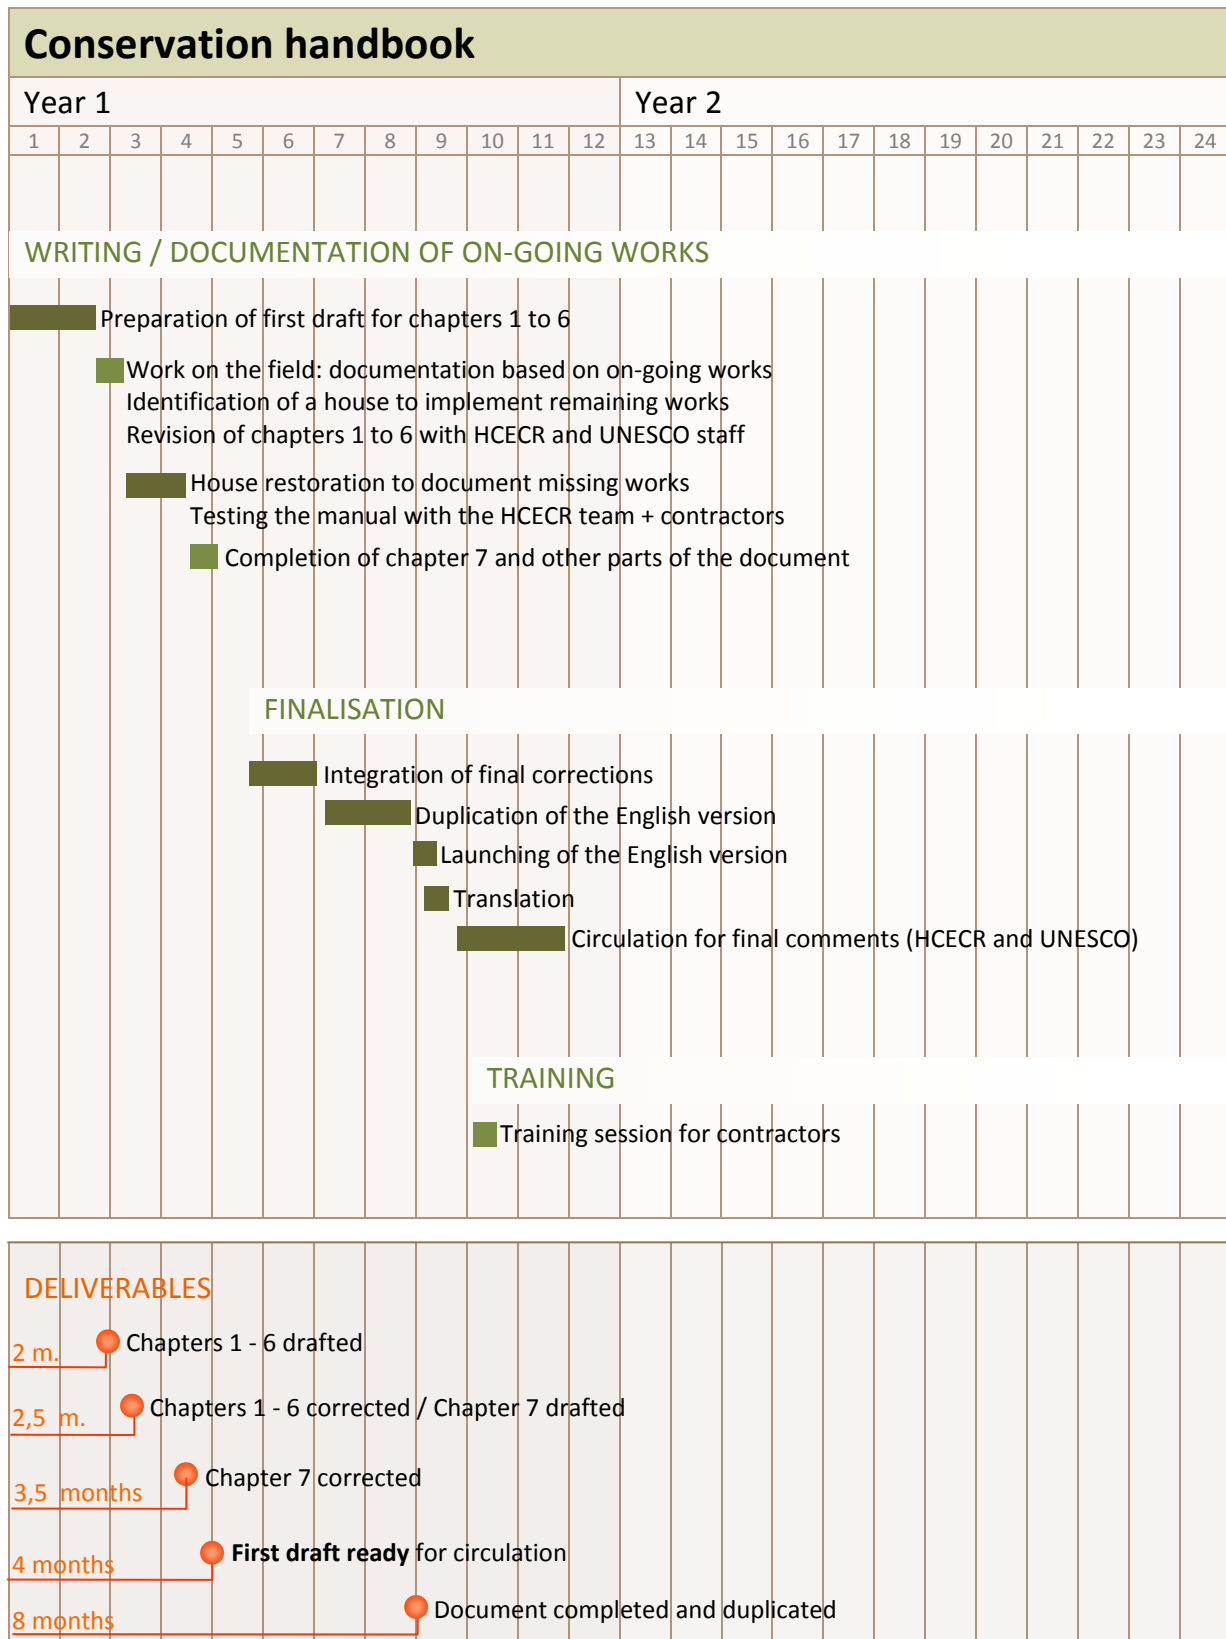 Conservation handbook
Year 1 Year 2
1 2 3 4 5 6 7 8 9 10 11 12 13 14 15 16 17 18 19 20 21 22 23 24
WRITING / DOCUMENTATION OF ON-GOING WORKS
Preparation of first draft for chapters 1 to 6
Work on the field: documentation based on on-going works
Identification of a house to implement remaining works
Revision of chapters 1 to 6 with HCECR and UNESCO staff
House restoration to document missing works
Testing the manual with the HCECR team + contractors
Completion of chapter 7 and other parts of the document
FINALISATION
Integration of final corrections
Duplication of the English version
Launching of the English version
Translation
Circulation for final comments (HCECR and UNESCO)
TRAINING
Training session for contractors
DELIVERABLES
2 m. Chapters 1 - 6 drafted
2,5 m. Chapters 1 - 6 corrected / Chapter 7 drafted
3,5 months Chapter 7 corrected
4 months First draft ready for circulation
8 months Document completed and duplicated